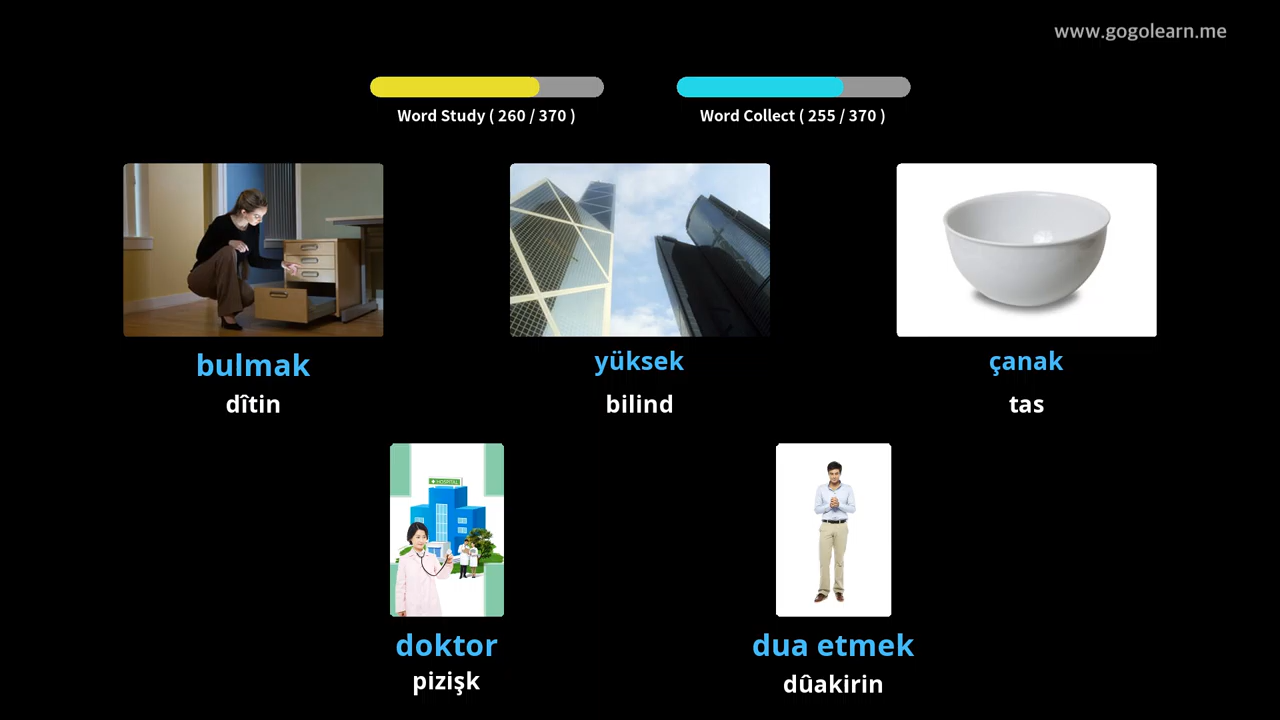 www.gogolearn.me
Word Study ( 260 / 370 )
Word Collect ( 255 / 370 )
bulmak
dîtin
yüksek
bilind
çanak
tas
HOSPITAL
doktor
pizişk
dua etmek
dûakirin